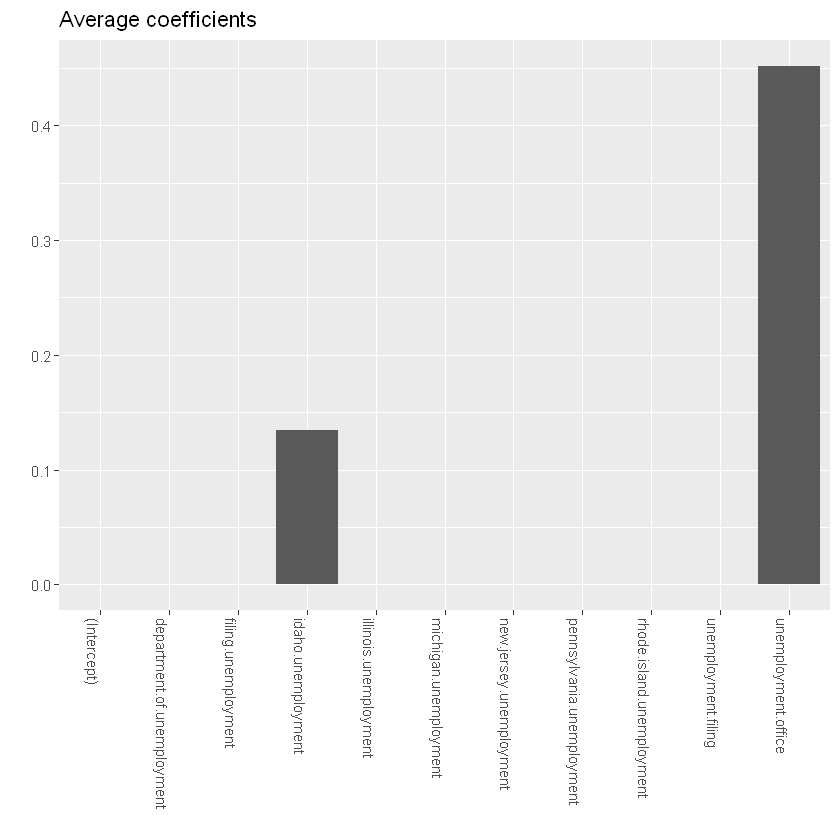 Average coefficients
0.4
0.3
0.2
0.1
0.0
(Intercept)
department.of.unemployment
filing.unemployment
idaho.unemployment
illinois.unemployment
michigan.unemployment
new.jersey.unemployment
pennsylvania.unemployment
rhode.island.unemployment
unemployment.filing
unemployment.office